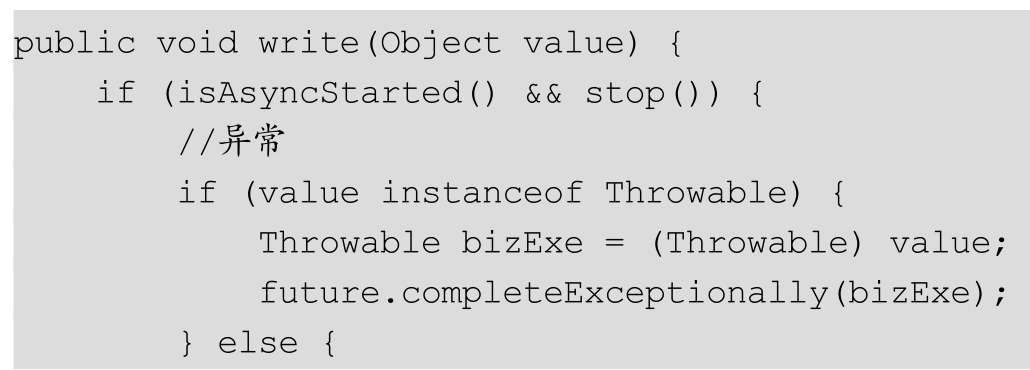 public void write(Object value) {
    if (isAsyncStarted() && stop()) {
        //异常
        if (value instanceof Throwable) {
            Throwable bizExe = (Throwable) value;
            future.completeExceptionally(bizExe);
        } else {